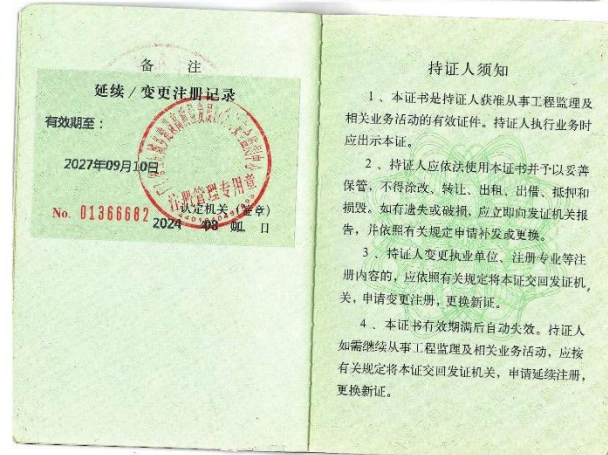 备 注
延续 / 变更注册记录
有效期至：
2027年09月10日
No. 01366682
认定机关（签章）
2024 08 01 日
持证人须知
1 、本证书是持证人获准从事工程监理及
相关业务活动的有效证件。持证人执行业务时
应出示本证。
2 、持证人应依法使用本证书并予以妥善
保管，不得涂改、转让、出租、出借、抵押和
损毁。如有遗失或破损，应立即向发证机关报
告，并依照有关规定申请补发或更换。
3 、持证人变更执业单位、注册专业等注
册内容的，应依照有关规定将本证交回发证机
关，申请变更注册，更换新证。
4 、本证书有效期满后自动失效。持证人
如需继续从事工程监理及相关业务活动，应按
有关规定将本证交回发证机关，申请延续注册，
更换新证。